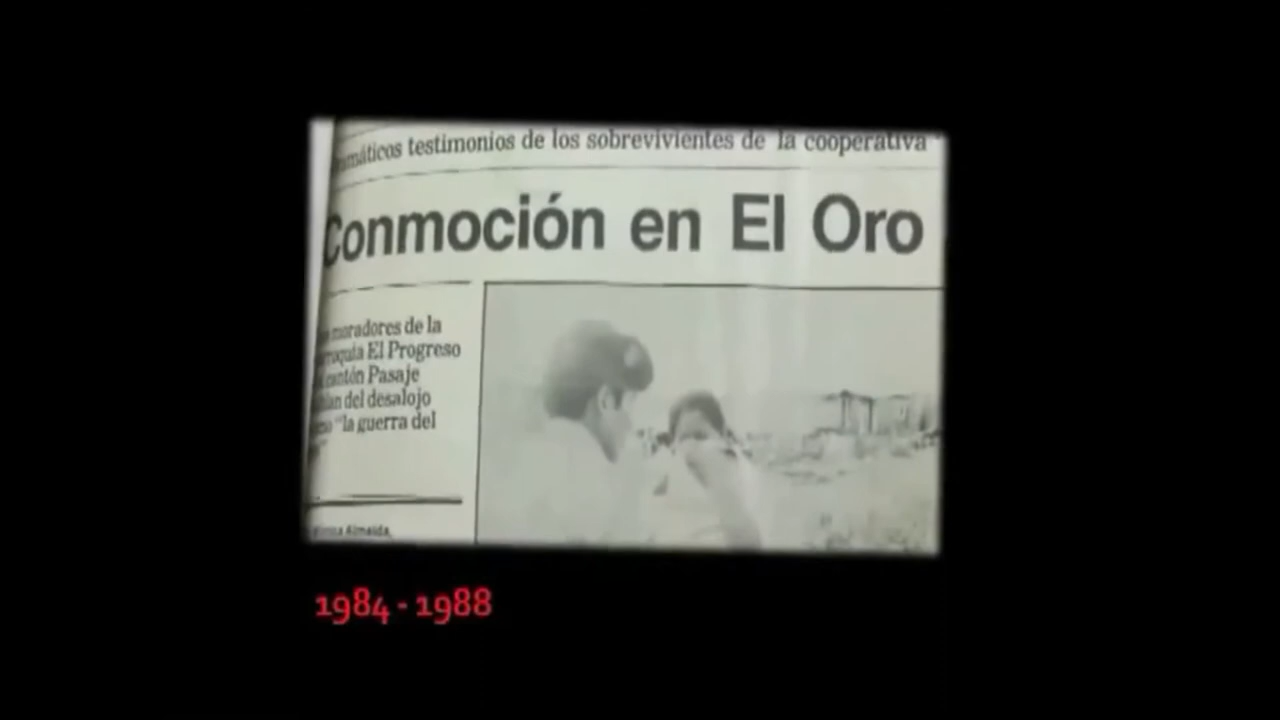 testimonios de los sobrevivientes de la cooperativa
Conmoción en El Oro
moradores de la
El Progreso
cantón Pasaje
del desalojo
"la guerra del
Almeida
1984 - 1988